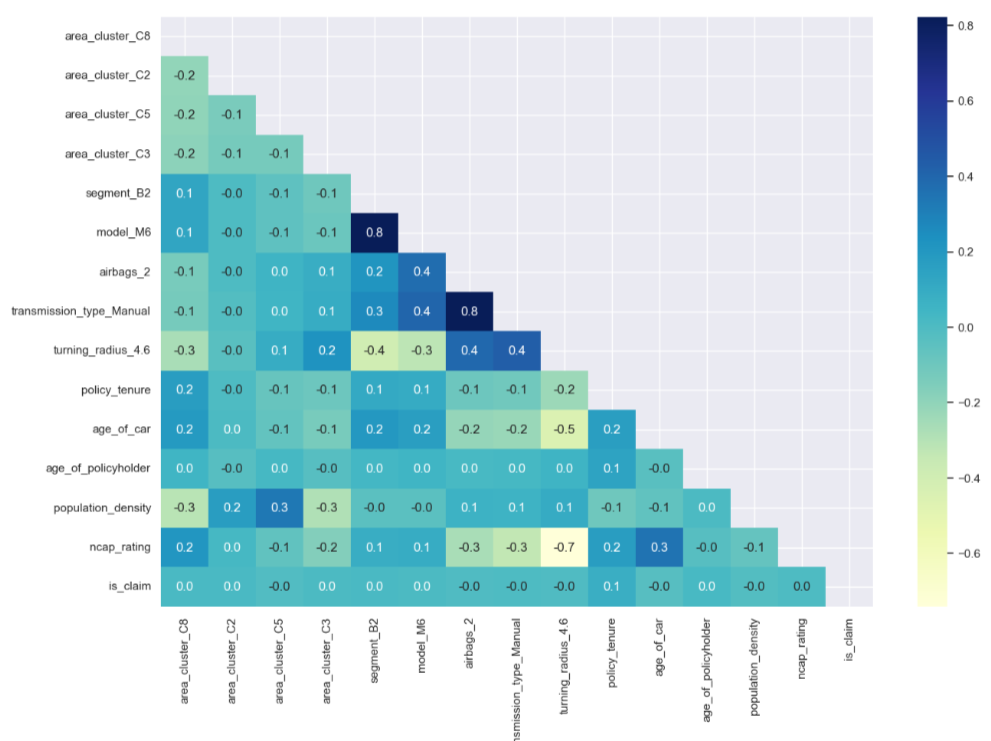 area_cluster_C8
area_cluster_C2 -0.2
area_cluster_C5 -0.2 -0.1
area_cluster_C3 -0.2 -0.1 -0.1
segment_B2 0.1 -0.0 -0.1 -0.1
model_M6 0.1 -0.0 -0.1 -0.1 0.8
airbags_2 -0.1 -0.0 0.0 0.1 0.2 0.4
transmission_type_Manual -0.1 -0.0 0.0 0.1 0.3 0.4 0.8
turning_radius_4.6 -0.3 -0.0 0.1 0.2 -0.4 -0.3 0.4 0.4
policy_tenure 0.2 -0.0 -0.1 -0.1 0.1 0.1 -0.1 -0.1 -0.2
age_of_car 0.2 0.0 -0.1 -0.1 0.2 0.2 -0.2 -0.2 -0.5 0.2
age_of_policyholder 0.0 -0.0 0.0 -0.0 0.0 0.0 0.0 0.0 0.0 0.1 -0.0
population_density -0.3 0.2 0.3 -0.3 -0.0 -0.0 0.1 0.1 0.1 -0.1 -0.1 0.0
ncap_rating 0.2 0.0 -0.1 -0.2 0.1 0.1 -0.3 -0.3 -0.7 0.2 0.3 -0.0 -0.1
is_claim 0.0 0.0 -0.0 0.0 0.0 0.0 -0.0 -0.0 -0.0 0.1 -0.0 0.0 -0.0 0.0
area_cluster_C8
area_cluster_C2
area_cluster_C5
area_cluster_C3
segment_B2
model_M6
airbags_2
nsmission_type_Manual
turning_radius_4.6
policy_tenure
age_of_car
age_of_policyholder
population_density
ncap_rating
is_claim
0.8
0.6
0.4
0.2
0.0
-0.2
-0.4
-0.6